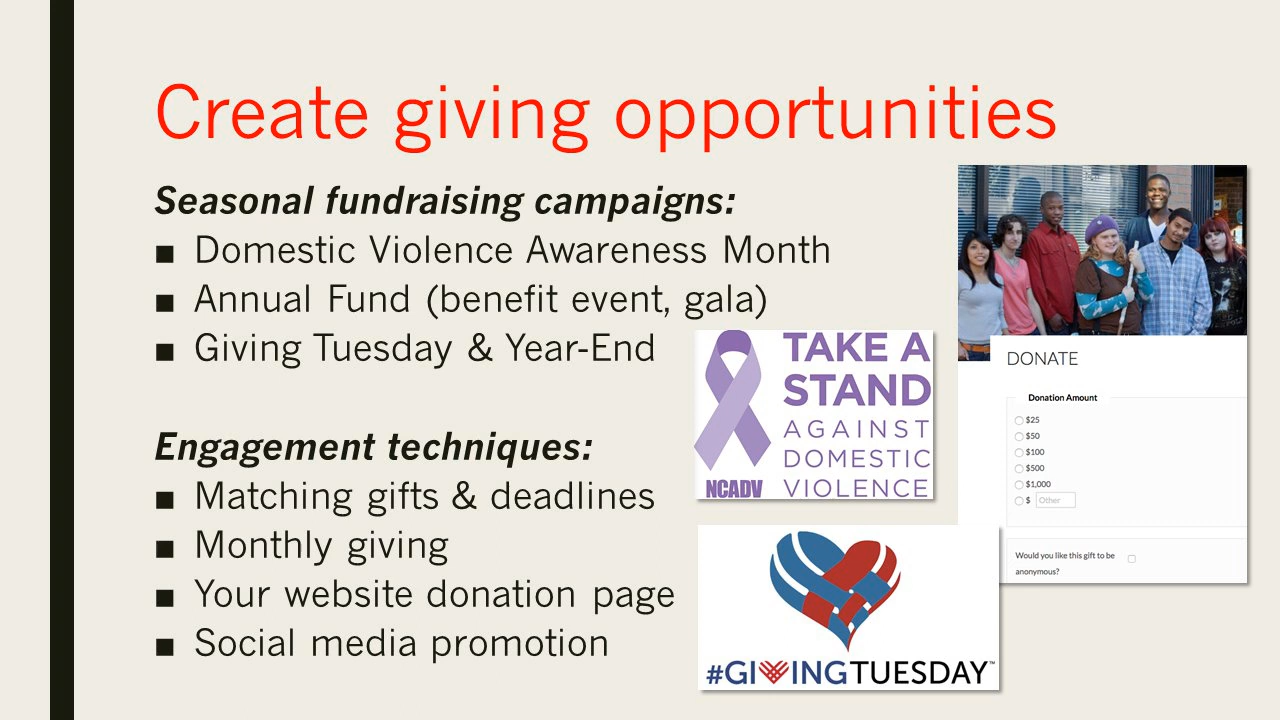 Create giving opportunities
Seasonal fundraising campaigns:
■ Domestic Violence Awareness Month
■ Annual Fund (benefit event, gala)
■ Giving Tuesday & Year-End
Engagement techniques:
■ Matching gifts & deadlines
■ Monthly giving
■ Your website donation page
■ Social media promotion
TAKE A
STAND
AGAINST
DOMESTIC
VIOLENCE
NCADV
#GIVINGTUESDAY™
DONATE
Donation Amount
$25
$50
$100
$500
$1,000
$ Other
Would you like this gift to be
anonymous?